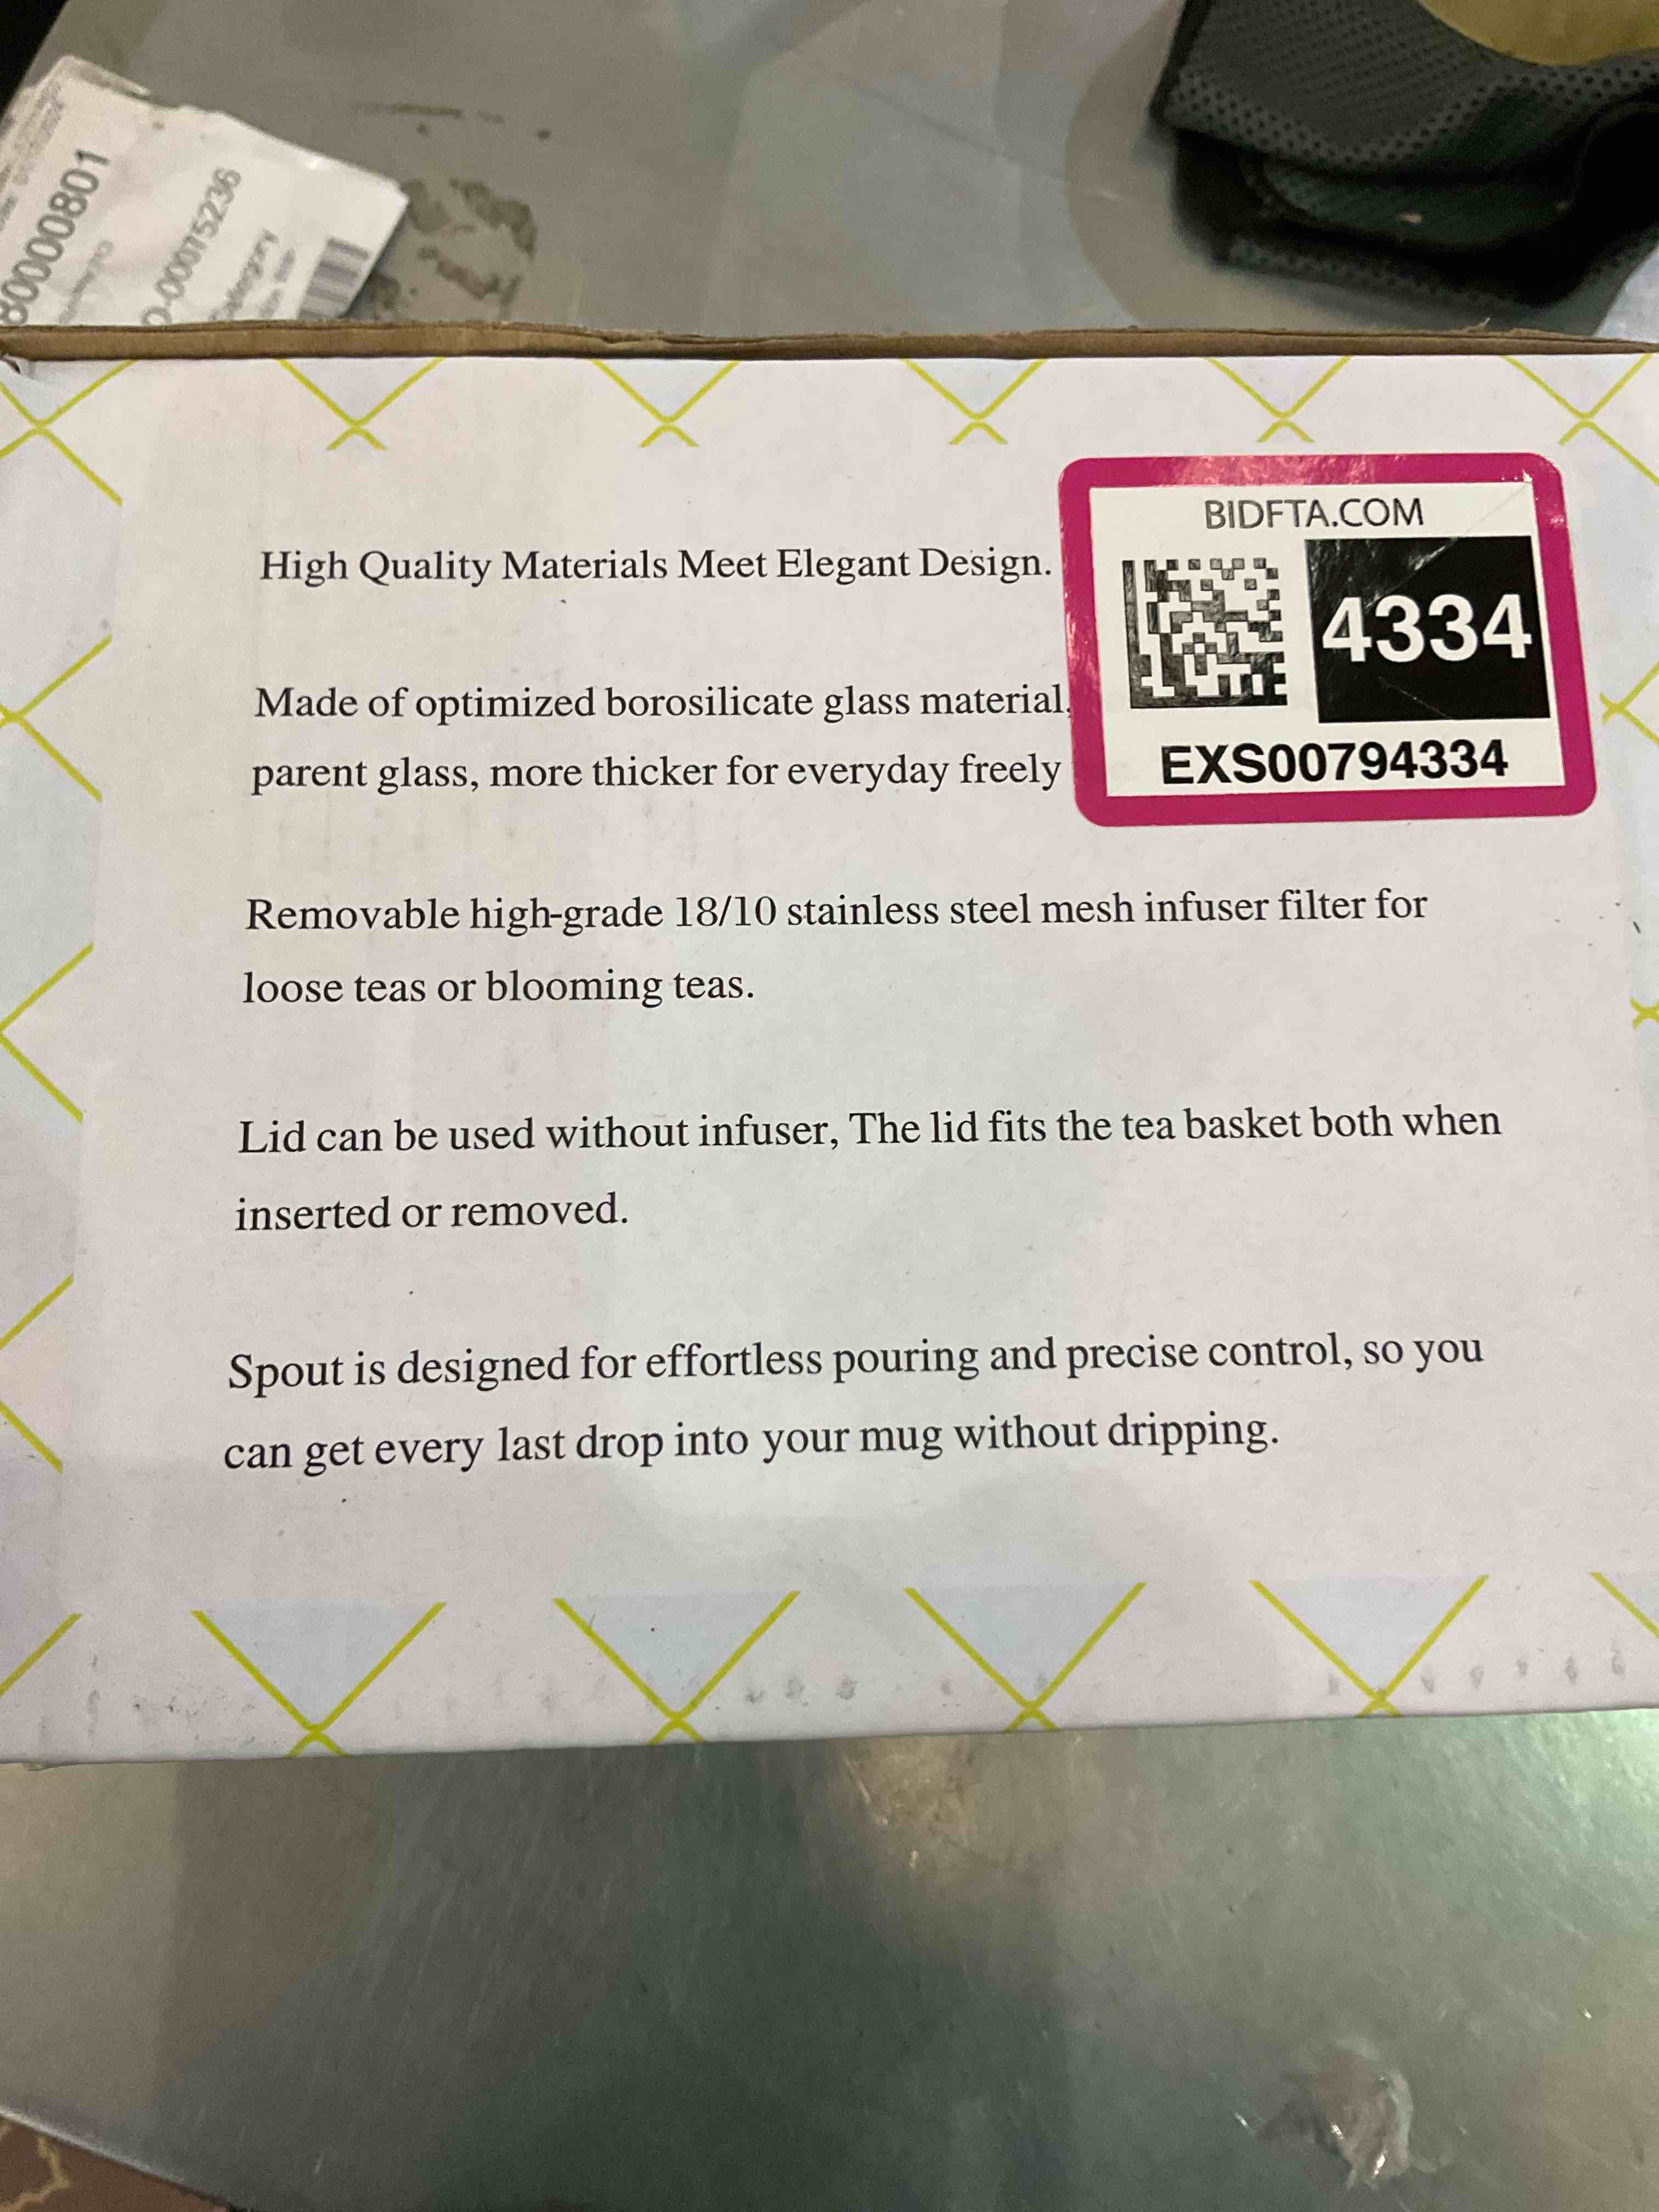 80000801
00075236
BIDFTA.COM
4334
EXS00794334
High Quality Materials Meet Elegant Design.
Made of optimized borosilicate glass material,
parent glass, more thicker for everyday freely
Removable high-grade 18/10 stainless steel mesh infuser filter for
loose teas or blooming teas.
Lid can be used without infuser, The lid fits the tea basket both when
inserted or removed.
Spout is designed for effortless pouring and precise control, so you
can get every last drop into your mug without dripping.